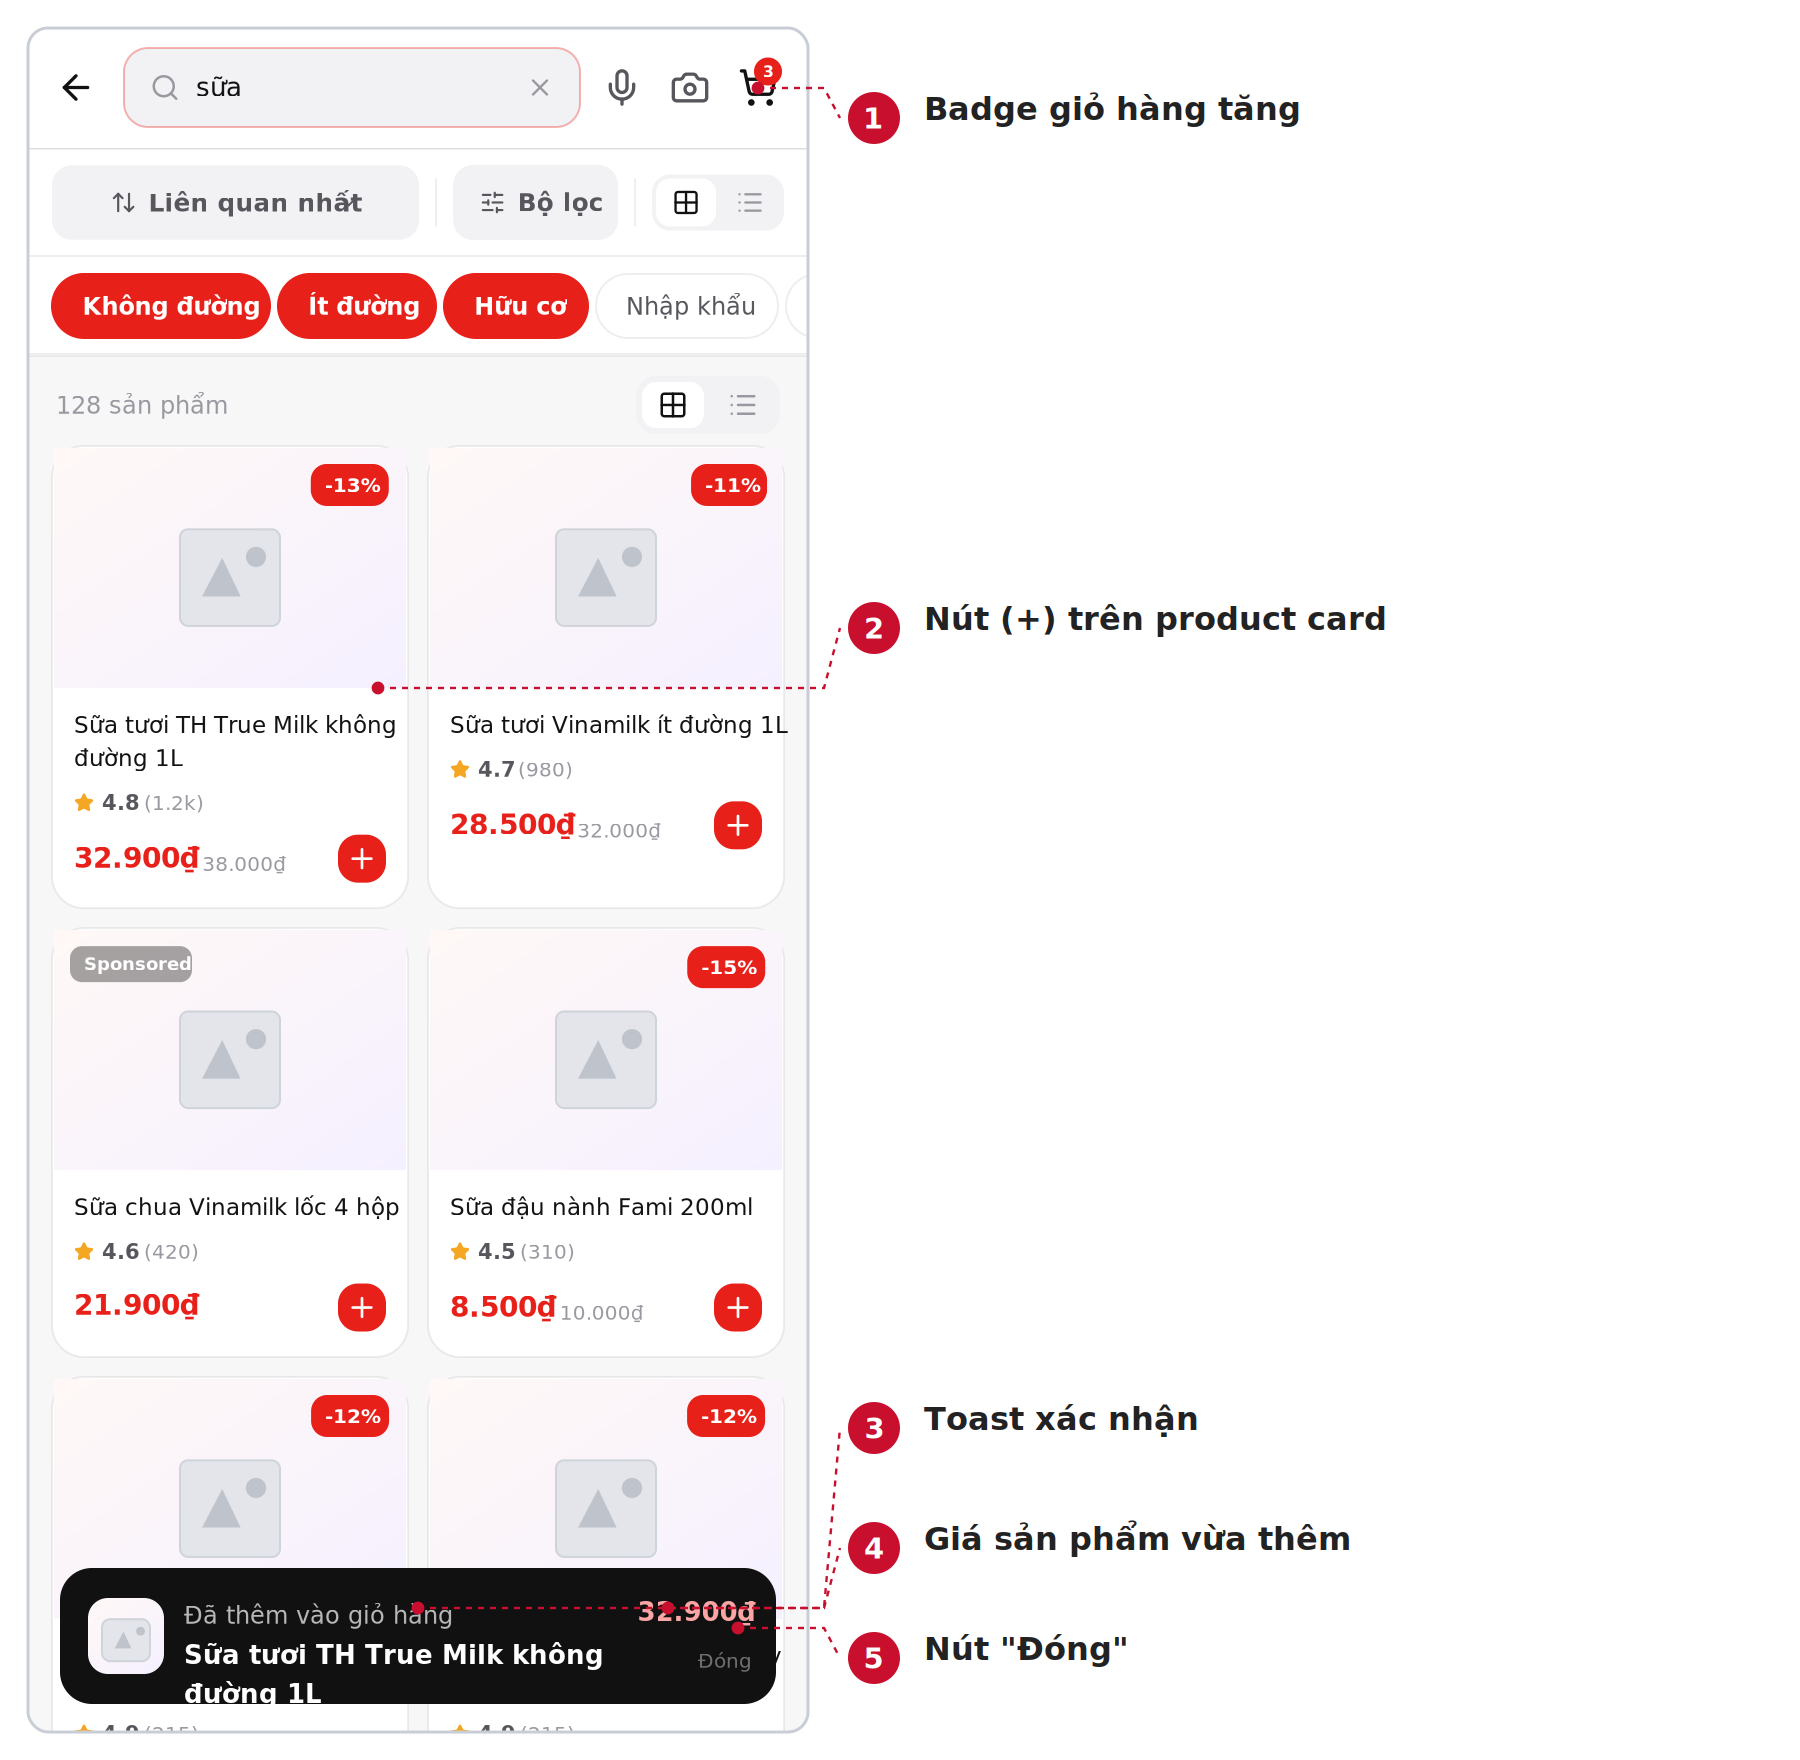 sữa
3
Liên quan nhất
Bộ lọc
Không đường
Ít đường
Hữu cơ
Nhập khẩu
128 sản phẩm
-13%
-11%
Sữa tươi TH True Milk không
đường 1L
4.8 (1.2k)
32.900₫ 38.000₫
Sữa tươi Vinamilk ít đường 1L
4.7 (980)
28.500₫ 32.000₫
Sponsored
-15%
Sữa chua Vinamilk lốc 4 hộp
4.6 (420)
21.900₫
Sữa đậu nành Fami 200ml
4.5 (310)
8.500₫ 10.000₫
-12%
-12%
Đã thêm vào giỏ hàng
Sữa tươi TH True Milk không
đường 1L
32.900₫
Đóng
1 Badge giỏ hàng tăng
2 Nút (+) trên product card
3 Toast xác nhận
4 Giá sản phẩm vừa thêm
5 Nút "Đóng"